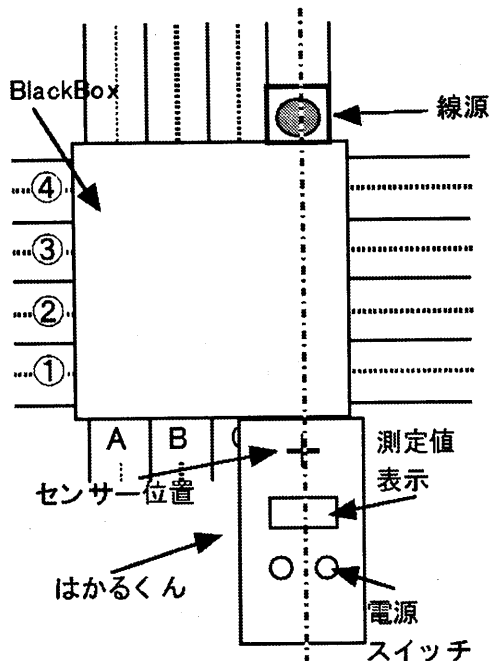 BlackBox
線源
④
③
②
①
A
B
測定値
表示
センサー位置
はかるくん
電源
スイッチ